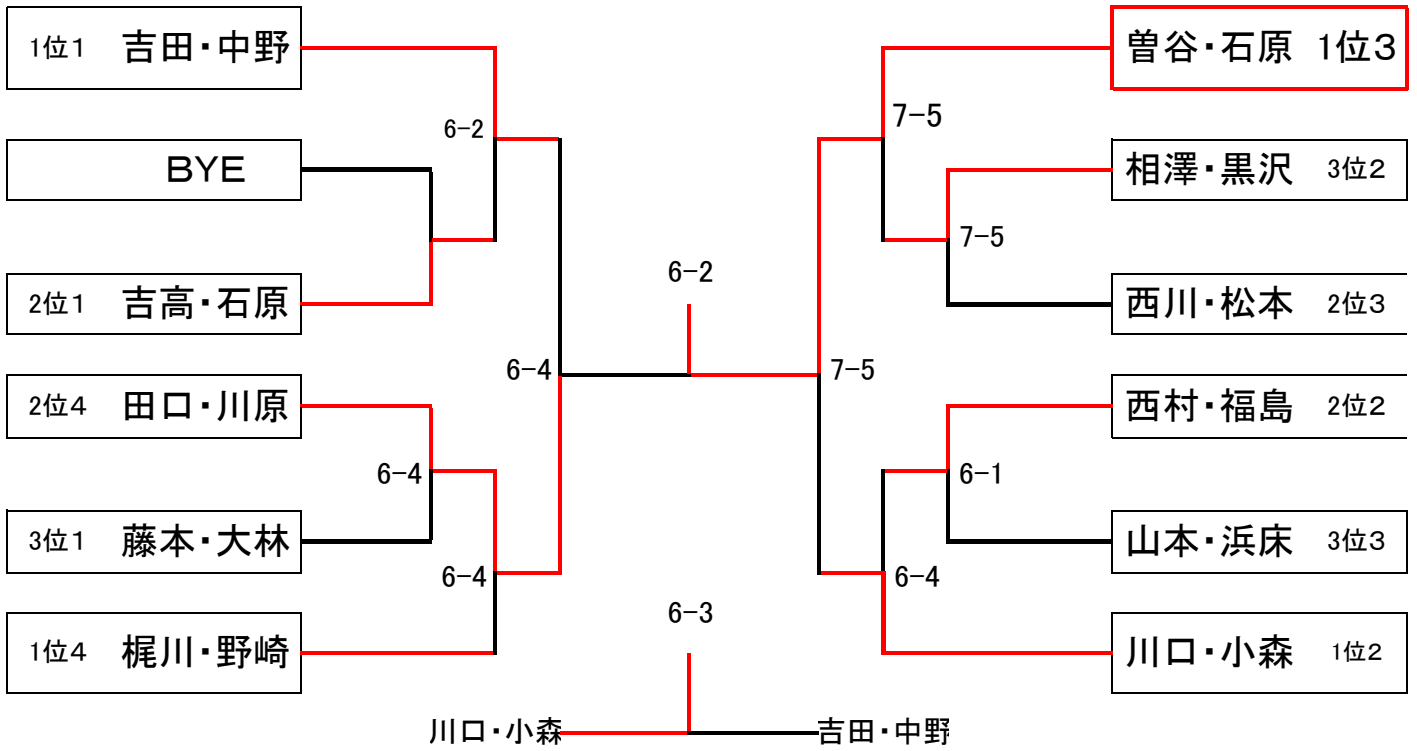 1位1 吉田・中野
BYE
2位1 吉高・石原
2位4 田口・川原
3位1 藤本・大林
1位4 梶川・野崎
6-2
6-4
6-4
6-4
6-2
6-3
川口・小森
吉田・中野
7-5
7-5
7-5
6-1
6-4
曽谷・石原 1位3
相澤・黒沢 3位2
西川・松本 2位3
西村・福島 2位2
山本・浜床 3位3
川口・小森 1位2